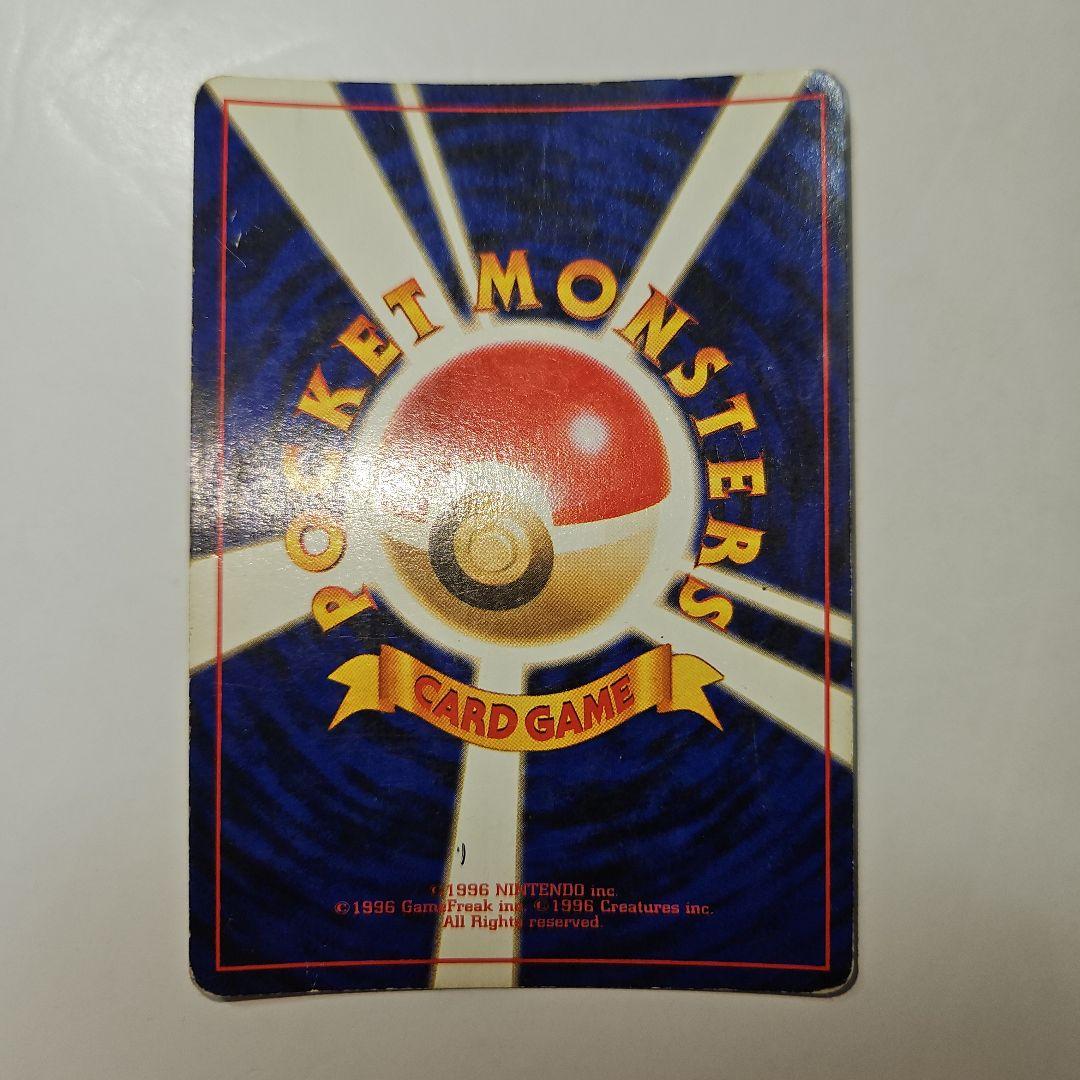 POCKET MONSTERS
CARD GAME
©1996 NINTENDO inc.
©1996 GameFreak inc. ©1996 Creatures inc.
All Rights reserved.